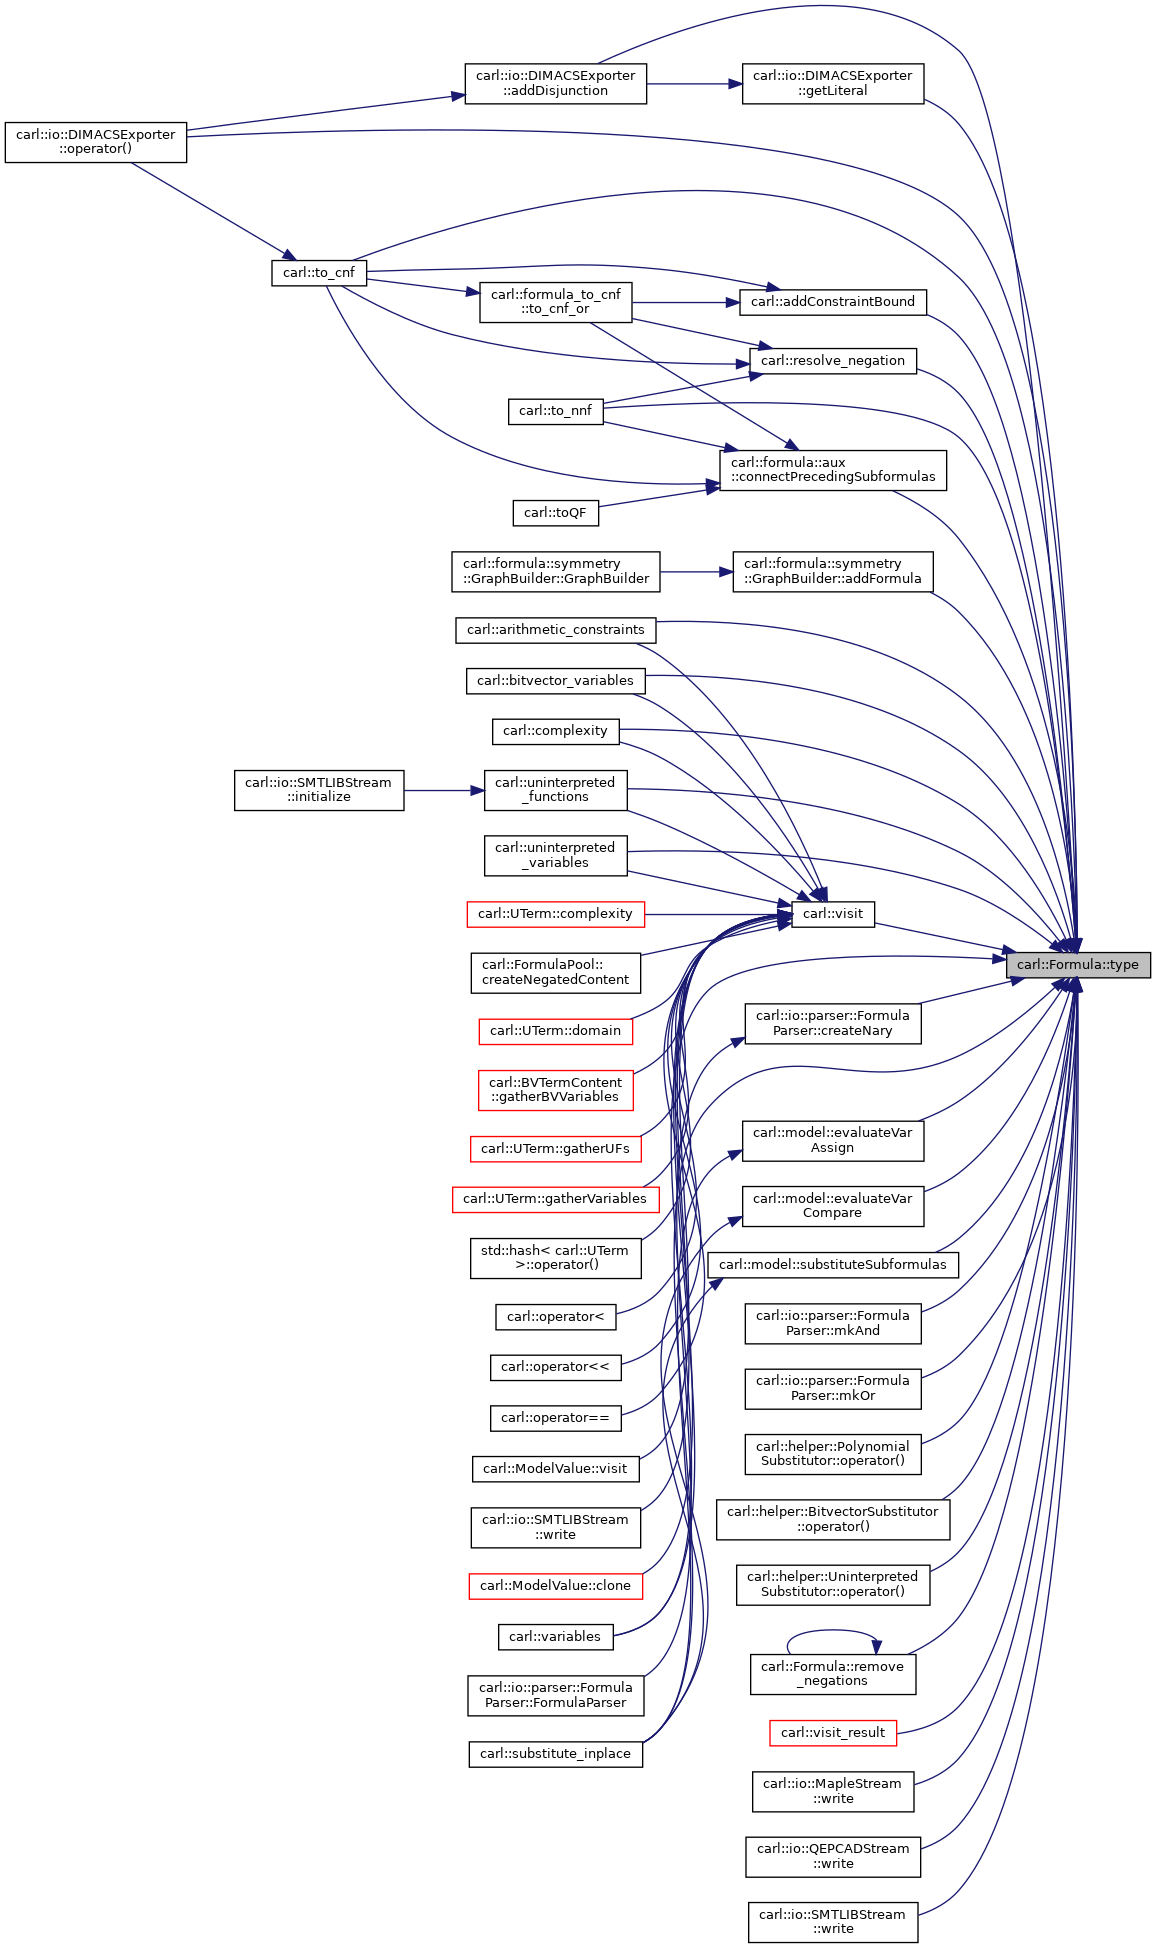 carl::io::DIMACSExporter
::addDisjunction
carl::io::DIMACSExporter
::getLiteral
carl::io::DIMACSExporter
::operator()
carl::to_cnf
carl::formula_to_cnf
::to_cnf_or
carl::addConstraintBound
carl::resolve_negation
carl::to_nnf
carl::formula::aux
::connectPrecedingSubformulas
carl::toQF
carl::formula::symmetry
::GraphBuilder::GraphBuilder
carl::formula::symmetry
::GraphBuilder::addFormula
carl::arithmetic_constraints
carl::bitvector_variables
carl::complexity
carl::io::SMTLIBStream
::initialize
carl::uninterpreted
_functions
carl::uninterpreted
_variables
carl::UTerm::complexity
carl::visit
carl::FormulaPool::
createNegatedContent
carl::Formula::type
carl::UTerm::domain
carl::io::parser::Formula
Parser::createNary
carl::BVTermContent
::gatherBVVariables
carl::UTerm::gatherUFs
carl::model::evaluateVar
Assign
carl::UTerm::gatherVariables
carl::model::evaluateVar
Compare
std::hash< carl::UTerm
>::operator()
carl::model::substituteSubformulas
carl::operator<
carl::io::parser::Formula
Parser::mkAnd
carl::operator<<
carl::io::parser::Formula
Parser::mkOr
carl::operator==
carl::helper::Polynomial
Substitutor::operator()
carl::ModelValue::visit
carl::io::SMTLIBStream
::write
carl::helper::BitvectorSubstitutor
::operator()
carl::ModelValue::clone
carl::helper::Uninterpreted
Substitutor::operator()
carl::variables
carl::Formula::remove
_negations
carl::io::parser::Formula
Parser::FormulaParser
carl::visit_result
carl::substitute_inplace
carl::io::MapleStream
::write
carl::io::QEPCADStream
::write
carl::io::SMTLIBStream
::write